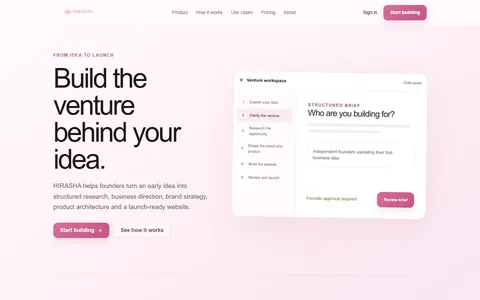 HIRASHA
Product
How it works
Use cases
Pricing
About
Sign in
Start building
FROM IDEA TO LAUNCH
Build the
venture
behind your
idea.
HIRASHA helps founders turn an early idea into
structured research, business direction, brand strategy,
product architecture and a launch-ready website.
Start building →
See how it works
Venture workspace
Draft saved
1 Explain your idea
2 Clarify the venture
3 Research the
opportunity
4 Shape the brand and
product
5 Build the website
6 Review and launch
STRUCTURED BRIEF
Who are you building for?
Independent founders validating their first
business idea
Founder approval required
Review brief